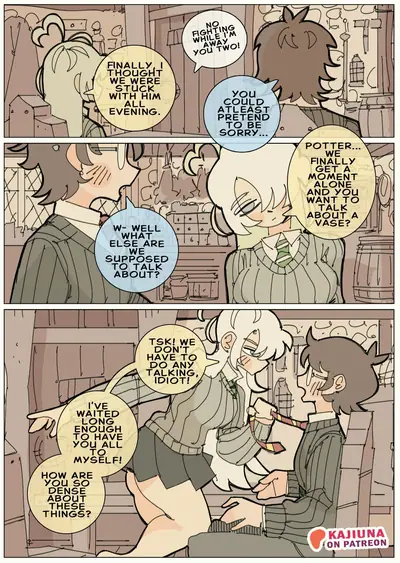 NO
FIGHTING
WHILE I'M
AWAY
YOU TWO!
FINALLY, I
THOUGHT
WE WERE
STUCK
WITH HIM
ALL
EVENING.
YOU
COULD
ATLEAST
PRETEND
TO BE
SORRY...
POTTER...
WE
FINALLY
GET A
MOMENT
ALONE
AND YOU
WANT TO
TALK
ABOUT A
VASE?
W- WELL
WHAT
ELSE ARE
WE
SUPPOSED
TO TALK
ABOUT?
TSK! WE
DON'T
HAVE TO
DO ANY
TALKING,
IDIOT!
I'VE
WAITED
LONG
ENOUGH
TO HAVE
YOU ALL
TO
MYSELF!
HOW ARE
YOU SO
DENSE
ABOUT
THESE
THINGS?
KAJIUNA
ON PATREON